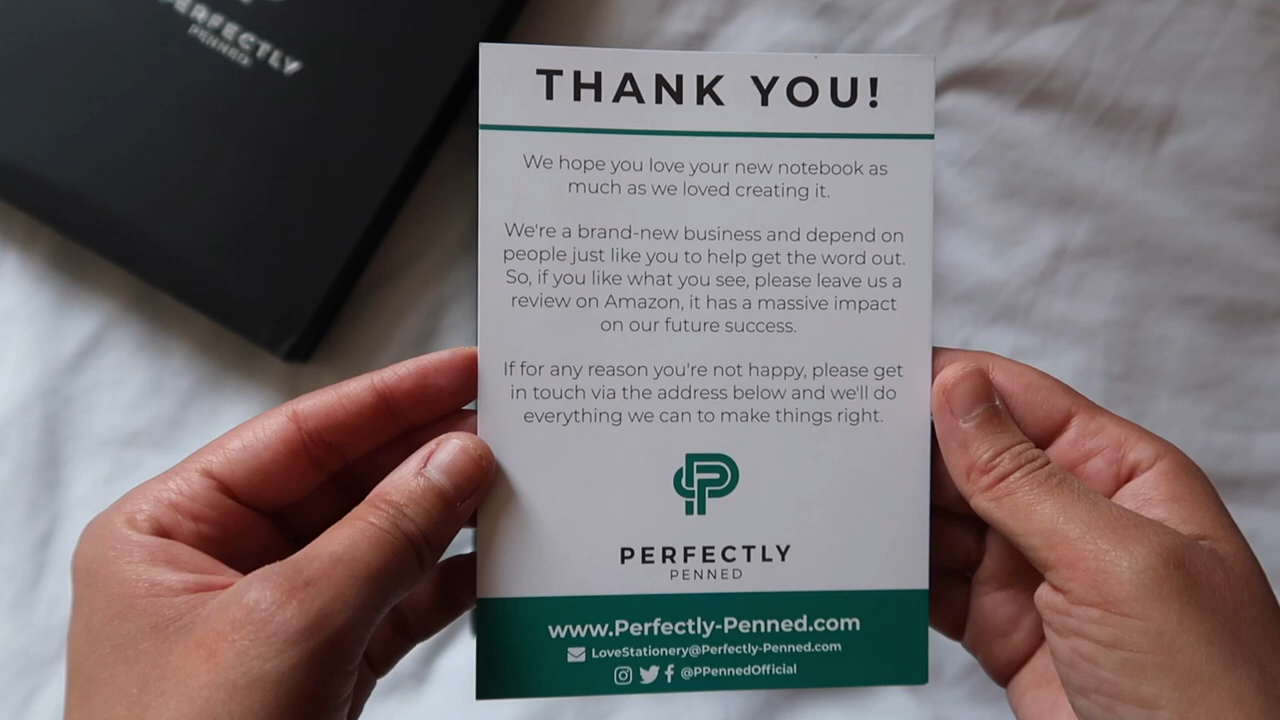 PERFECTLY
PENNED
THANK YOU!
We hope you love your new notebook as
much as we loved creating it.
We're a brand-new business and depend on
people just like you to help get the word out.
So, if you like what you see, please leave us a
review on Amazon, it has a massive impact
on our future success.
If for any reason you're not happy, please get
in touch via the address below and we'll do
everything we can to make things right.
PERFECTLY
PENNED
www.Perfectly-Penned.com
LoveStationery@Perfectly-Penned.com
@PPennedOfficial